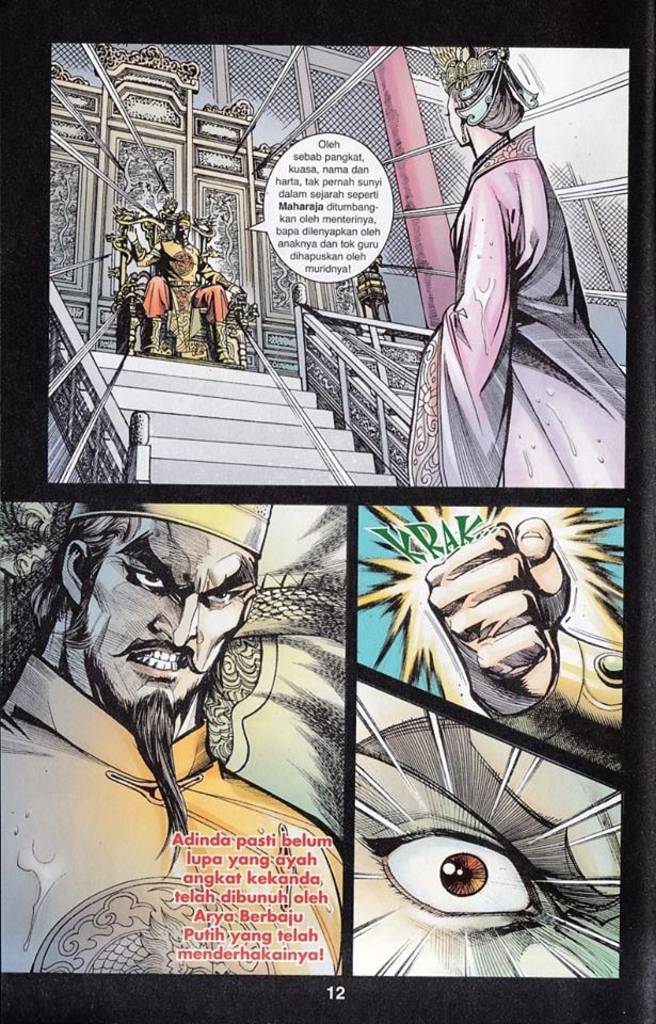 Oleh
sebab pangkat,
kuasa, nama dan
harta, tak pernah sunyi
dalam sejarah seperti
Maharaja ditumbang-
kan oleh menterinya,
bapa dilenyapkan oleh
anaknya dan tok guru
dihapuskan oleh
muridnya!
KRAK
Adinda pasti belum
lupa yang ayah
angkat kekanda,
telah dibunuh oleh
Arya Berbaju
Putih yang telah
menderhakainya!
12